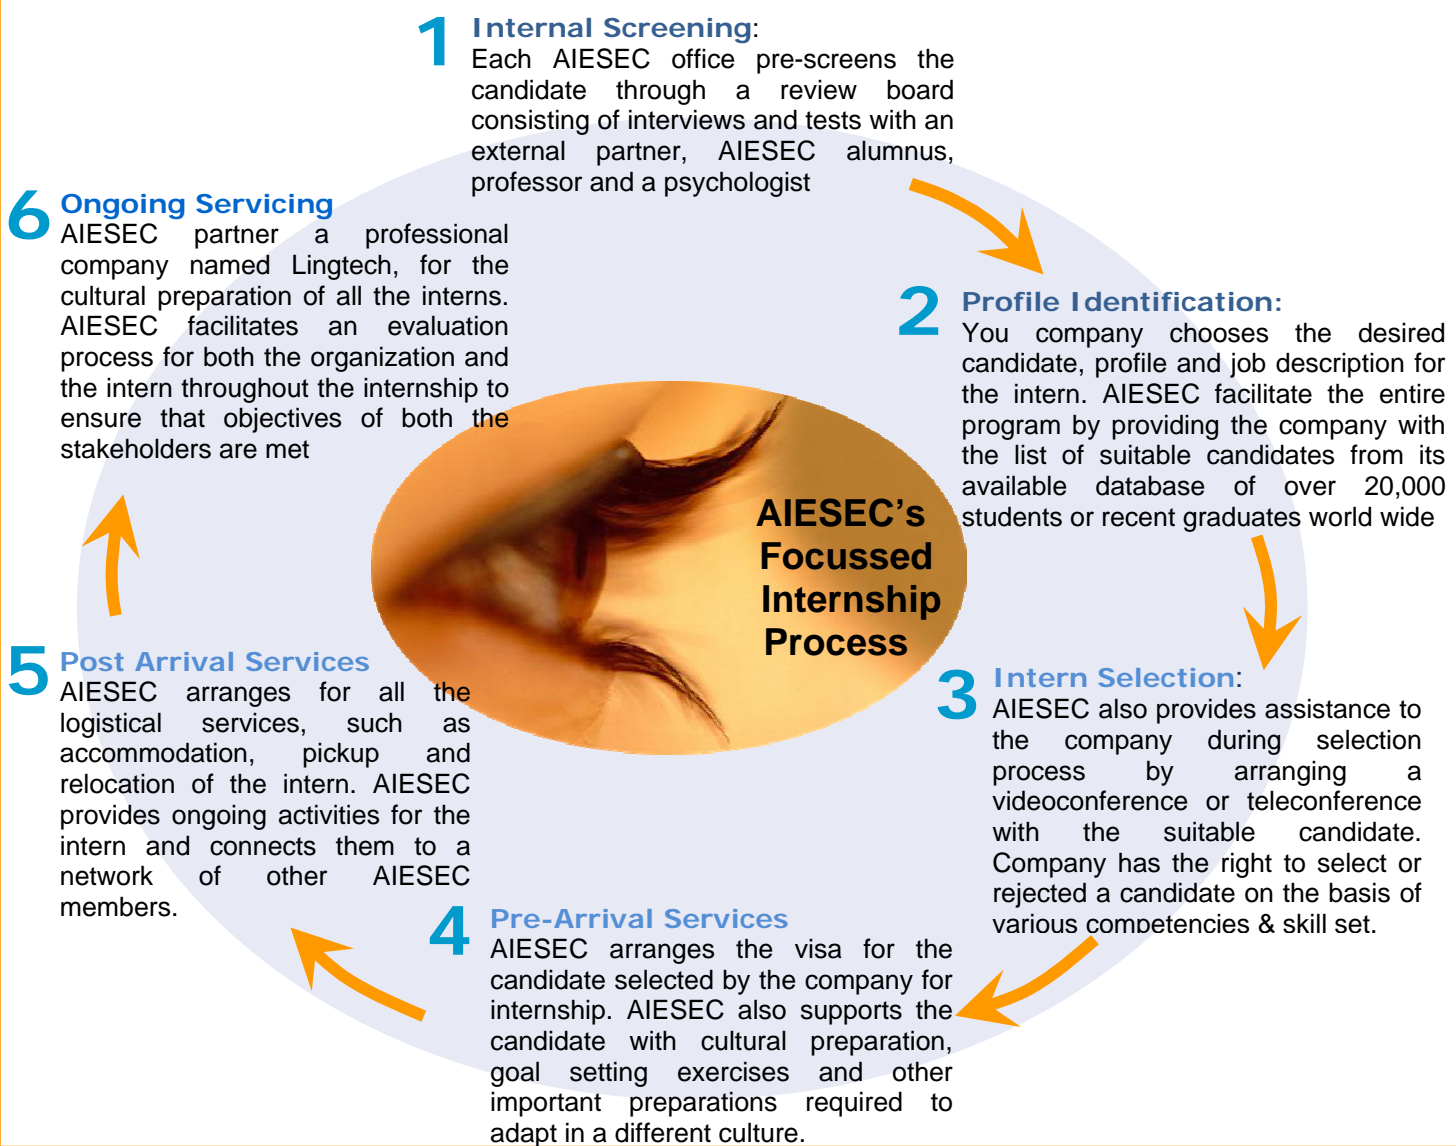 1
Internal Screening:
Each AIESEC office pre-screens the
candidate through a review board
consisting of interviews and tests with an
external partner, AIESEC alumnus,
professor and a psychologist
2
Profile Identification:
You company chooses the desired
candidate, profile and job description for
the intern. AIESEC facilitate the entire
program by providing the company with
the list of suitable candidates from its
available database of over 20,000
students or recent graduates world wide
3
Intern Selection:
AIESEC also provides assistance to
the company during selection
process by arranging a
videoconference or teleconference
with the suitable candidate.
Company has the right to select or
rejected a candidate on the basis of
various competencies & skill set.
4
Pre-Arrival Services
AIESEC arranges the visa for the
candidate selected by the company for
internship. AIESEC also supports the
candidate with cultural preparation,
goal setting exercises and other
important preparations required to
adapt in a different culture.
5
Post Arrival Services
AIESEC arranges for all the
logistical services, such as
accommodation, pickup and
relocation of the intern. AIESEC
provides ongoing activities for the
intern and connects them to a
network of other AIESEC
members.
6
Ongoing Servicing
AIESEC partner a professional
company named Lingtech, for the
cultural preparation of all the interns.
AIESEC facilitates an evaluation
process for both the organization and
the intern throughout the internship to
ensure that objectives of both the
stakeholders are met
AIESEC's
Focussed
Internship
Process